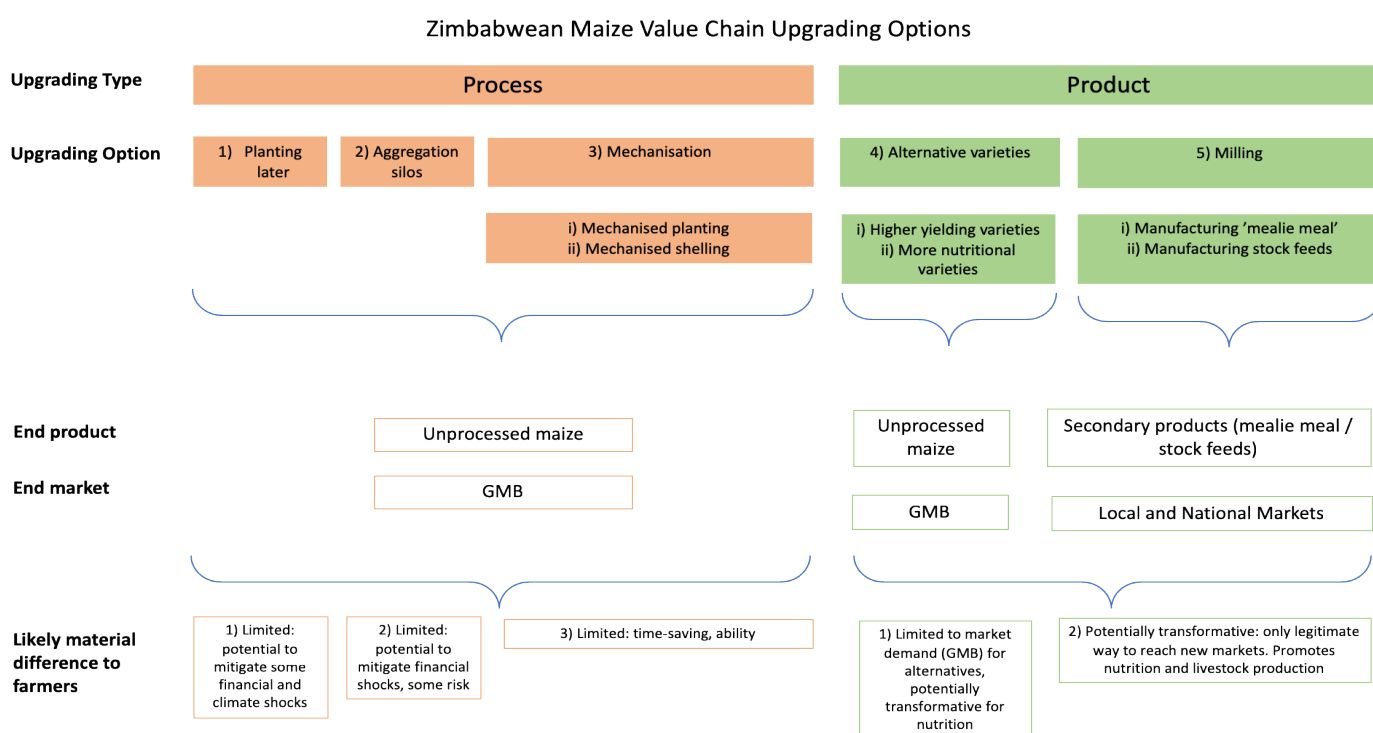 Zimbabwean Maize Value Chain Upgrading Options
Upgrading Type
Process
Product
Upgrading Option
1) Planting
later
2) Aggregation
silos
3) Mechanisation
4) Alternative varieties
5) Milling
i) Mechanised planting
ii) Mechanised shelling
i) Higher yielding varieties
ii) More nutritional
varieties
i) Manufacturing ’mealie meal’
ii) Manufacturing stock feeds
End product
Unprocessed maize
Unprocessed
maize
Secondary products (mealie meal /
stock feeds)
End market
GMB
GMB
Local and National Markets
Likely material
difference to
farmers
1) Limited:
potential to
mitigate some
financial and
climate shocks
2) Limited:
potential to
mitigate financial
shocks, some risk
3) Limited: time-saving, ability
1) Limited to market
demand (GMB) for
alternatives,
potentially
transformative for
nutrition
2) Potentially transformative: only legitimate
way to reach new markets. Promotes
nutrition and livestock production